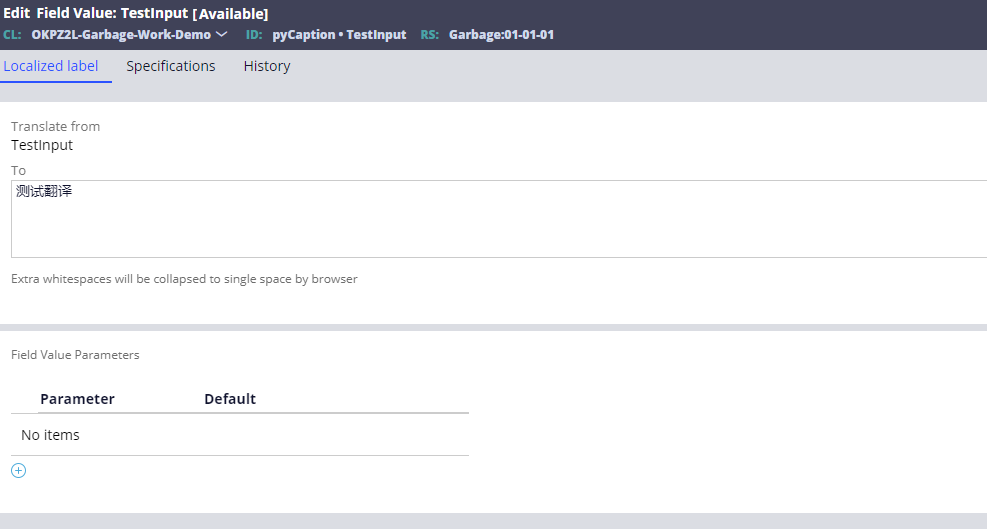 Edit Field Value: TestInput [Available]
CL: OKPZ2L-Garbage-Work-Demo ID: pyCaption • TestInput RS: Garbage:01-01-01
Localized label Specifications History
Translate from
TestInput
To
测试翻译
Extra whitespaces will be collapsed to single space by browser
Field Value Parameters
Parameter Default
No items